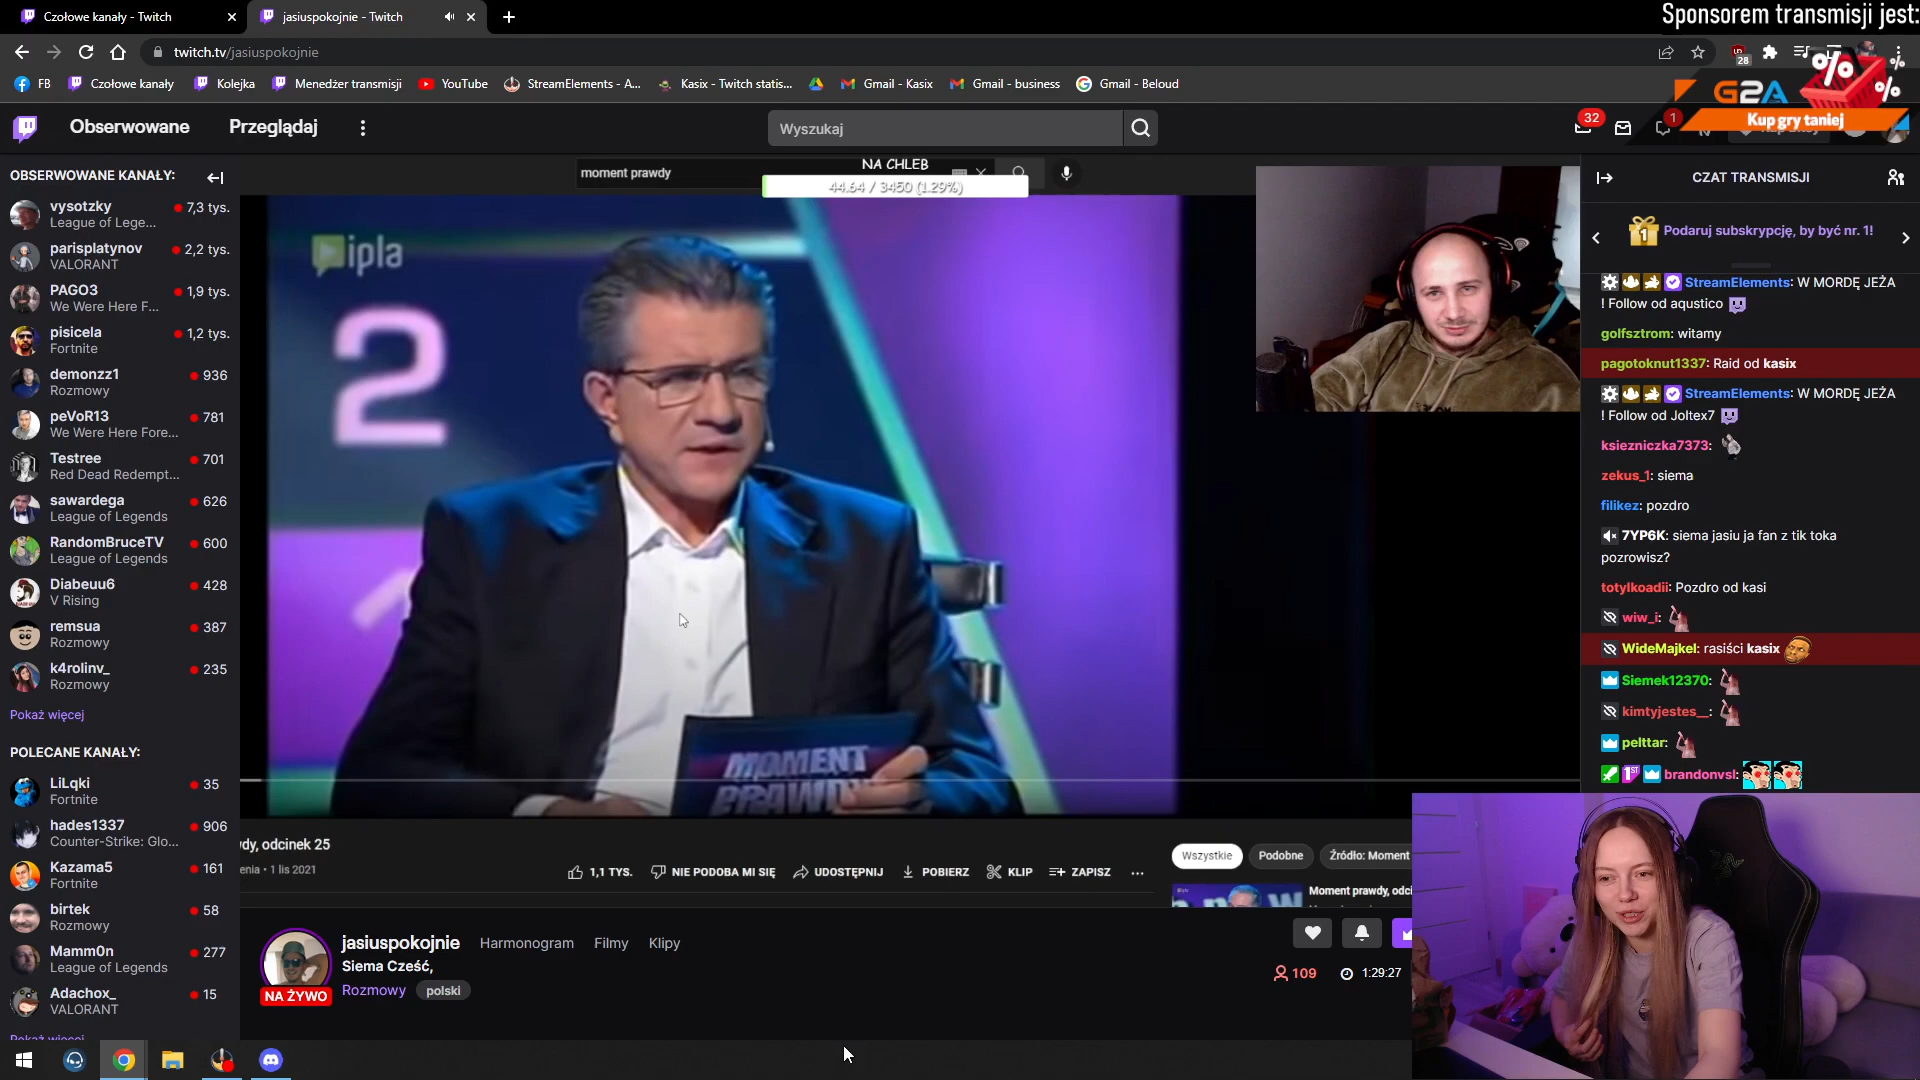 Czołowe kanały - Twitch
jasiuspokojnie - Twitch
Sponsorem transmisji jest:
twitch.tv/jasiuspokojnie
28
FB
Czołowe kanały
Kolejka
Menedżer transmisji
YouTube
StreamElements - A...
Kasix - Twitch statis...
Gmail - Kasix
Gmail - business
Gmail - Beloud
G2A
Kup gry taniej
% % %
Obserwowane
Przeglądaj
Wyszukaj
32
1
OBSERWOWANE KANAŁY:
vysotzky
7,3 tys.
League of Lege...
parisplatynov
2,2 tys.
VALORANT
PAGO3
1,9 tys.
We Were Here F...
pisicela
1,2 tys.
Fortnite
demonzz1
936
Rozmowy
peVoR13
781
We Were Here Fore...
Testree
701
Red Dead Redempt...
sawardega
626
League of Legends
RandomBruceTV
600
League of Legends
Diabeuu6
428
V Rising
remsua
387
Rozmowy
k4rolinv_
235
Rozmowy
Pokaż więcej
POLECANE KANAŁY:
LiLqki
35
Fortnite
hades1337
906
Counter-Strike: Glo...
Kazama5
161
Fortnite
birtek
58
Rozmowy
Mamm0n
277
League of Legends
Adachox_
15
VALORANT
Pokaż więcej
moment prawdy
NA CHLEB
44.64 / 3450 (1.29%)
ipla
2
1
MOMENT
PRAWDY
dy, odcinek 25
enia • 1 lis 2021
1,1 TYS.
NIE PODOBA MI SIĘ
UDOSTĘPNIJ
POBIERZ
KLIP
ZAPISZ
Wszystkie
Podobne
Źródło: Moment
Moment prawdy, odci
jasiuspokojnie
Harmonogram
Filmy
Klipy
Siema Cześć,
Rozmowy
polski
NA ŻYWO
109
1:29:27
CZAT TRANSMISJI
1
Podaruj subskrypcję, by być nr. 1!
StreamElements: W MORDĘ JEŻA
! Follow od aqustico
golfsztrom: witamy
pagotoknut1337: Raid od kasix
StreamElements: W MORDĘ JEŻA
! Follow od Joltex7
ksiezniczka7373:
zekus_1: siema
filikez: pozdro
7YP6K: siema jasiu ja fan z tik toka
pozrowisz?
totylkoadii: Pozdro od kasi
wiw_i:
WideMajkel: rasiści kasix
Siemek12370:
kimtyjestes__:
pelttar:
1ST brandonvsl: